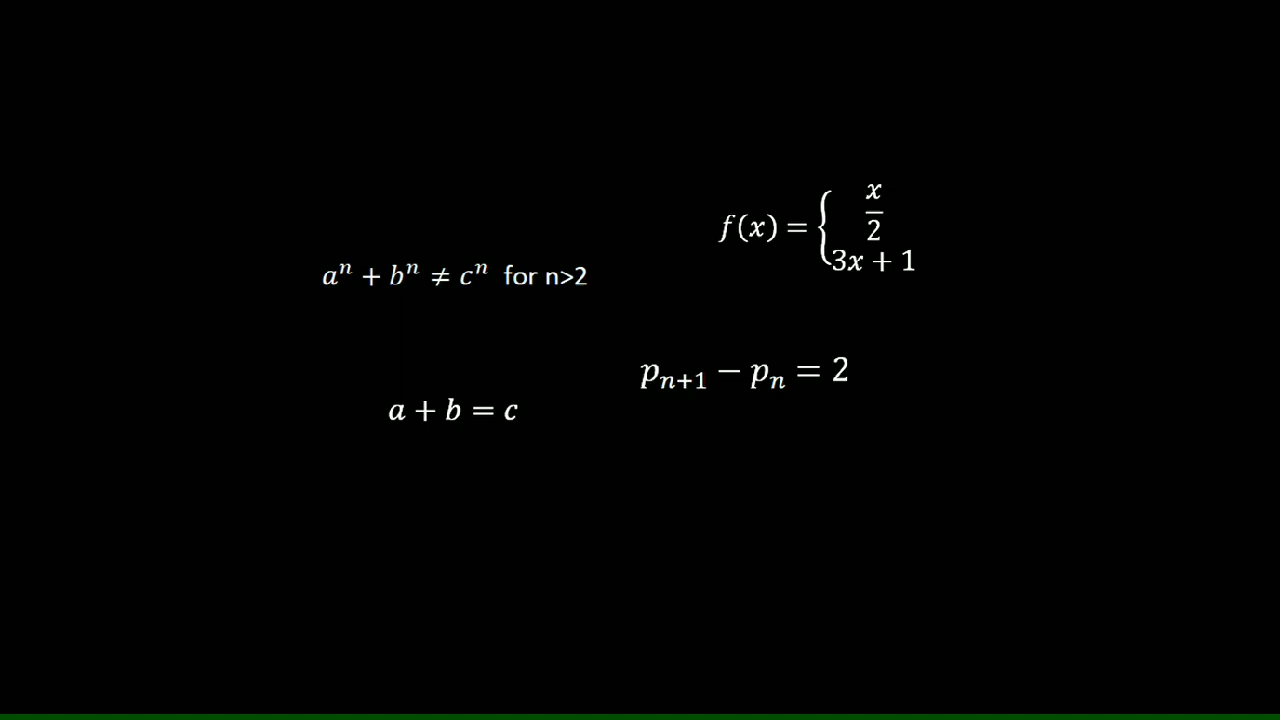 f(x) = { x/2
3x + 1
aⁿ + bⁿ ≠ cⁿ for n>2
pₙ₊₁ − pₙ = 2
a + b = c